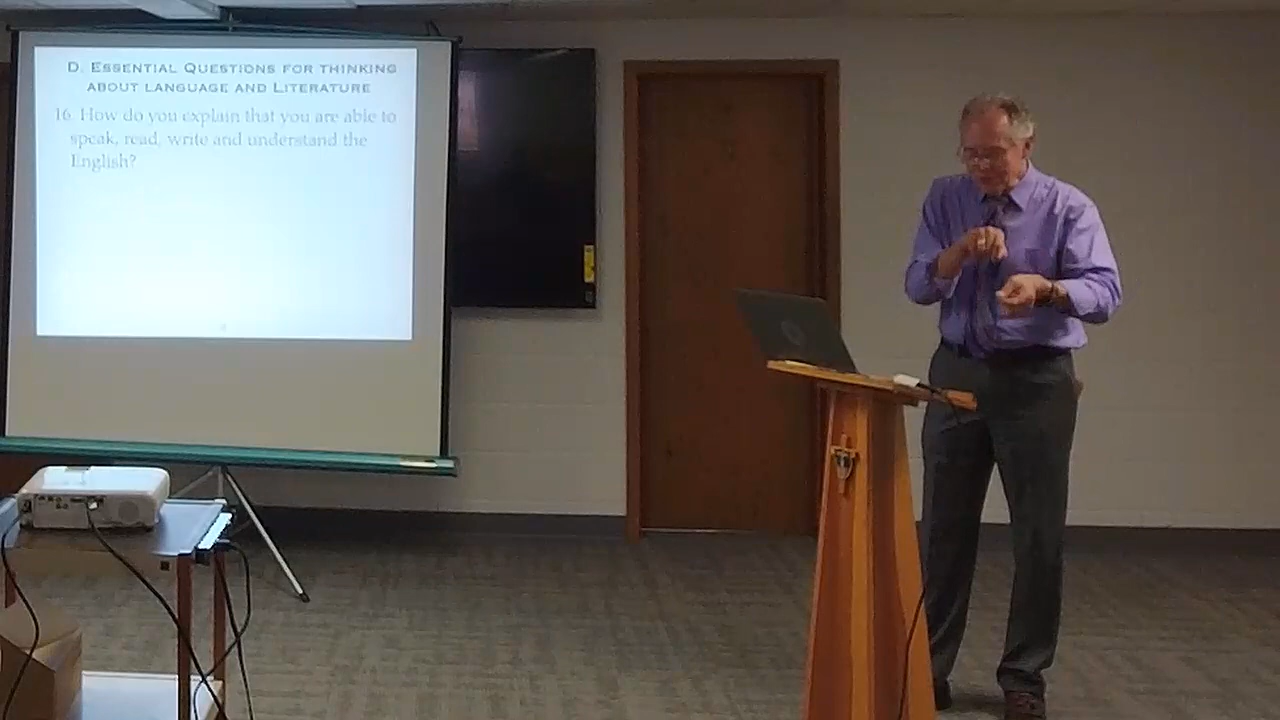 D. ESSENTIAL QUESTIONS FOR THINKING
ABOUT LANGUAGE AND LITERATURE
16. How do you explain that you are able to
speak, read, write and understand the
English?